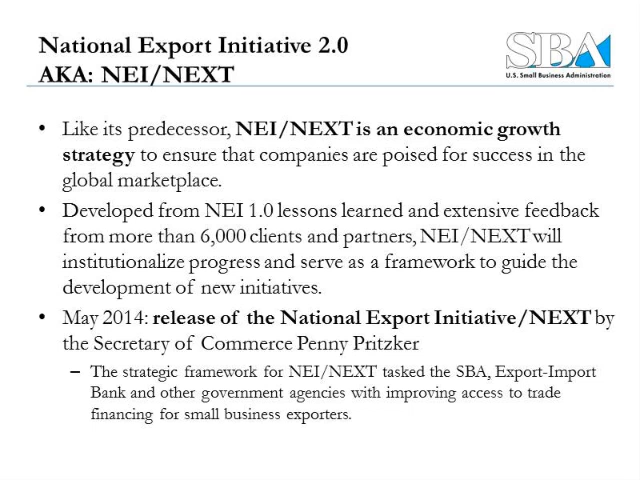 National Export Initiative 2.0
AKA: NEI/NEXT
SBA
U.S. Small Business Administration
• Like its predecessor, NEI/NEXT is an economic growth
strategy to ensure that companies are poised for success in the
global marketplace.
• Developed from NEI 1.0 lessons learned and extensive feedback
from more than 6,000 clients and partners, NEI/NEXT will
institutionalize progress and serve as a framework to guide the
development of new initiatives.
• May 2014: release of the National Export Initiative/NEXT by
the Secretary of Commerce Penny Pritzker
– The strategic framework for NEI/NEXT tasked the SBA, Export-Import
Bank and other government agencies with improving access to trade
financing for small business exporters.